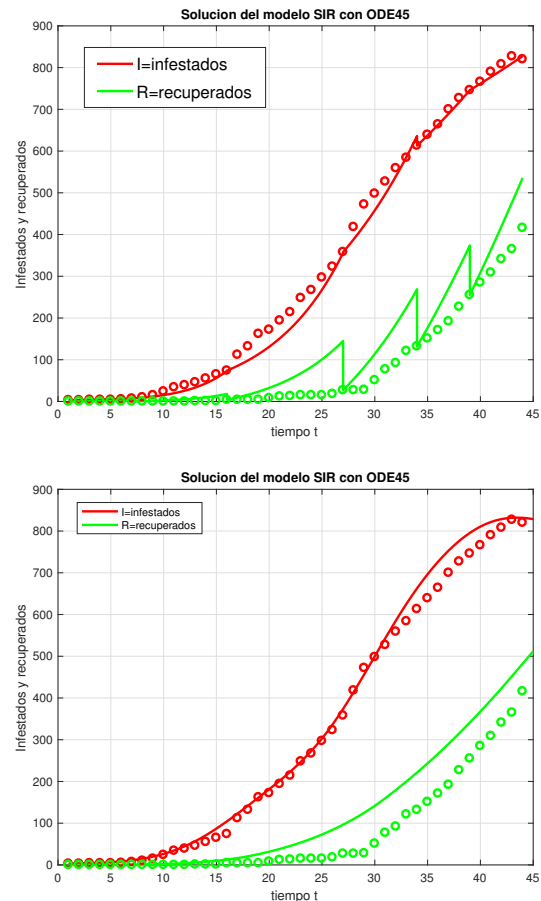 Solucion del modelo SIR con ODE45
900
800
700
600
500
400
300
200
100
0
Infestados y recuperados
I=infestados
R=recuperados
0 5 10 15 20 25 30 35 40 45
tiempo t
Solucion del modelo SIR con ODE45
900
800
700
600
500
400
300
200
100
0
Infestados y recuperados
I=infestados
R=recuperados
0 5 10 15 20 25 30 35 40 45
tiempo t